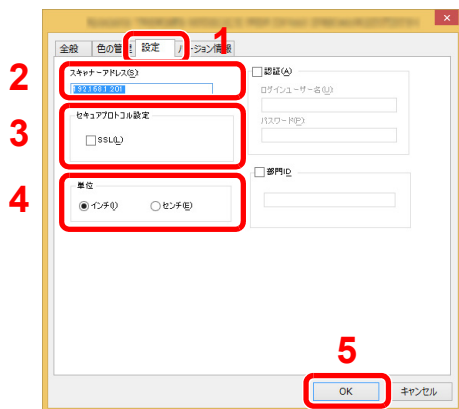 1
全般 色の管理 設定 バージョン情報
2
スキャナーアドレス(S):
192.168.1.201
認証(A)
ログインユーザー名(U):
パスワード(P):
3
セキュアプロトコル設定
SSL(L)
部門ID
4
単位
インチ(I) センチ(E)
5
OK キャンセル